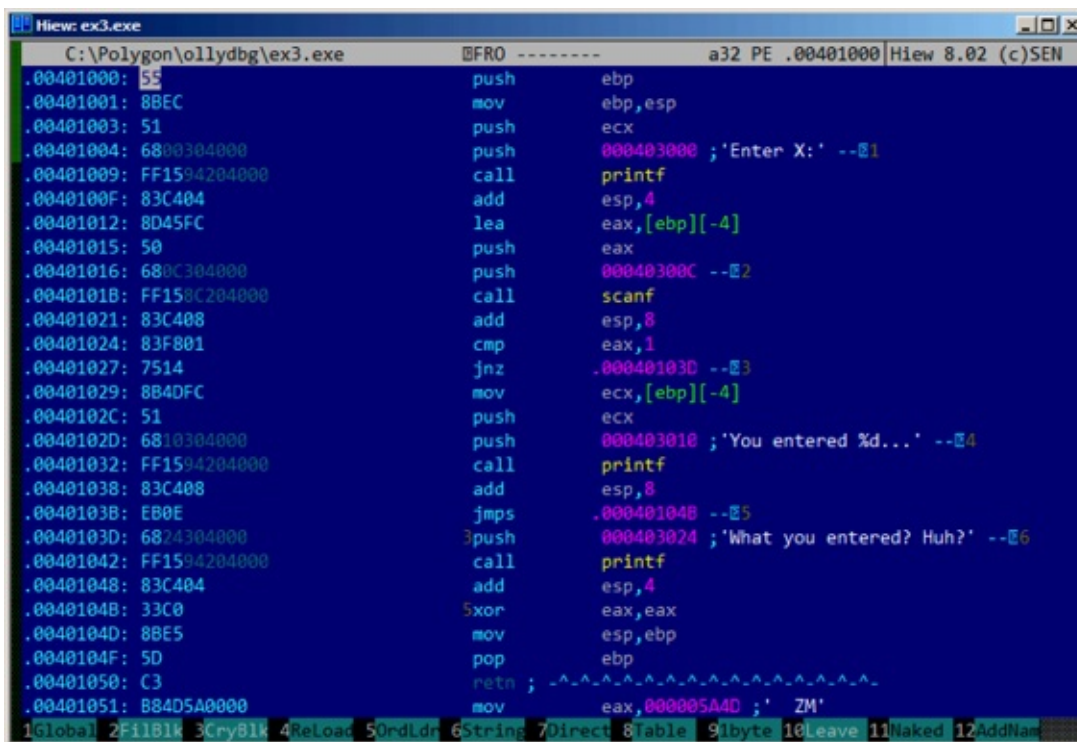 Hiew: ex3.exe
C:\Polygon\ollydbg\ex3.exe FRO -------- a32 PE .00401000 Hiew 8.02 (c)SEN
.00401000: 55 push ebp
.00401001: 8BEC mov ebp,esp
.00401003: 51 push ecx
.00401004: 6800304000 push 000403000 ;'Enter X:' --1
.00401009: FF1594204000 call printf
.0040100F: 83C404 add esp,4
.00401012: 8D45FC lea eax,[ebp][-4]
.00401015: 50 push eax
.00401016: 680C304000 push 00040300C --2
.0040101B: FF158C204000 call scanf
.00401021: 83C408 add esp,8
.00401024: 83F801 cmp eax,1
.00401027: 7514 jnz .00040103D --3
.00401029: 8B4DFC mov ecx,[ebp][-4]
.0040102C: 51 push ecx
.0040102D: 6810304000 push 000403010 ;'You entered %d...' --4
.00401032: FF1594204000 call printf
.00401038: 83C408 add esp,8
.0040103B: EB0E jmps .00040104B --5
.0040103D: 6824304000 3push 000403024 ;'What you entered? Huh?' --6
.00401042: FF1594204000 call printf
.00401048: 83C404 add esp,4
.0040104B: 33C0 5xor eax,eax
.0040104D: 8BE5 mov esp,ebp
.0040104F: 5D pop ebp
.00401050: C3 retn ; -^-^-^-^-^-^-^-^-^-^-^-^-^-^-^-
.00401051: B84D5A0000 mov eax,000005A4D ;' ZM'
1Global 2FilBlk 3CryBlk 4ReLoad 5OrdLdr 6String 7Direct 8Table 91byte 10Leave 11Naked 12AddNam